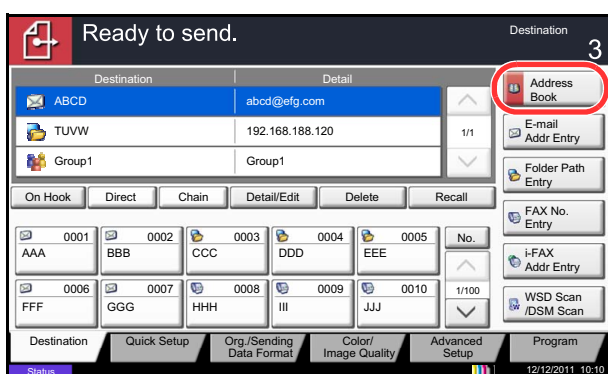 Ready to send.
Destination
3
Destination Detail
ABCD abcd@efg.com
TUVW 192.168.188.120
Group1 Group1
1/1
On Hook Direct Chain Detail/Edit Delete Recall
0001 0002 0003 0004 0005 No.
AAA BBB CCC DDD EEE
0006 0007 0008 0009 0010 1/100
FFF GGG HHH III JJJ
Address
Book
E-mail
Addr Entry
Folder Path
Entry
FAX No.
Entry
i-FAX
Addr Entry
WSD Scan
/DSM Scan
Destination Quick Setup Org./Sending
Data Format Color/
Image Quality Advanced
Setup Program
Status 12/12/2011 10:10